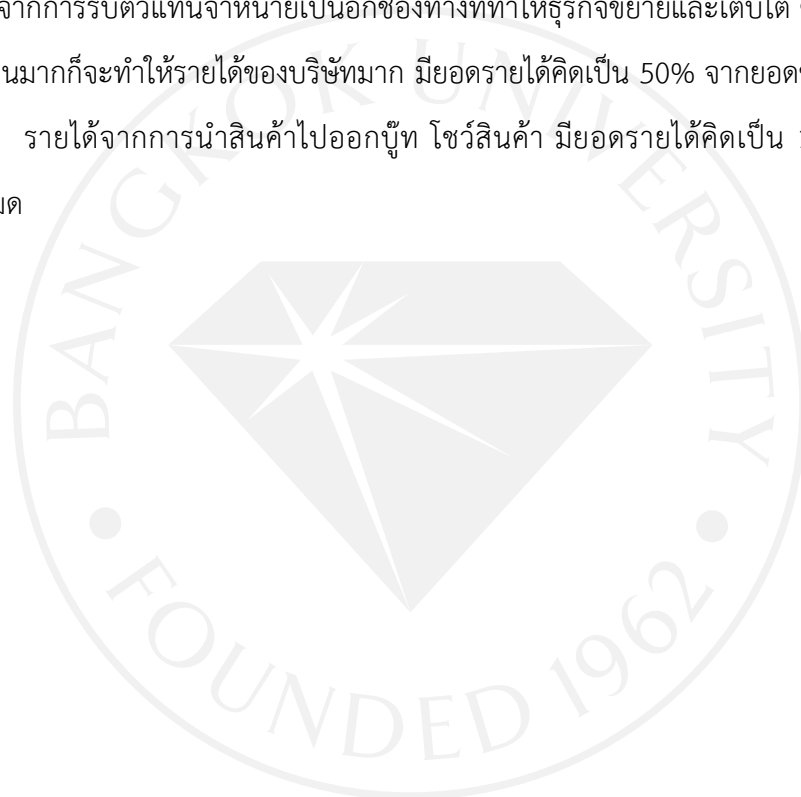 จากการรับตัวแทนจำหน่ายเป็นอีกช่องทางที่ทำให้ธุรกิจขยายและเติบโต
นมากก็จะทำให้รายได้ของบริษัทมาก มียอดรายได้คิดเป็น 50% จากยอด
รายได้จากการนำสินค้าไปออกบู๊ท โชว์สินค้า มียอดรายได้คิดเป็น
มด
BANGKOK UNIVERSITY
FOUNDED 1962